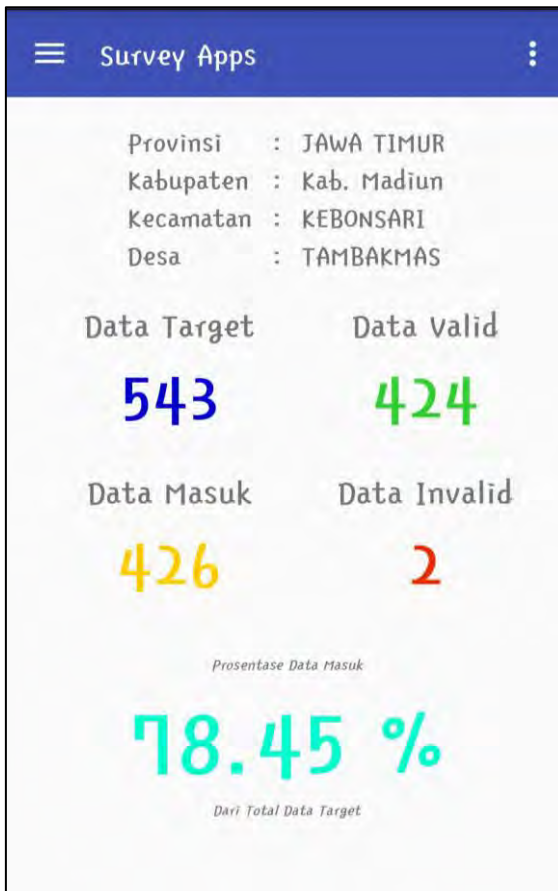 Survey Apps
Provinsi : JAWA TIMUR
Kabupaten : Kab. Madiun
Kecamatan : KEBONSARI
Desa : TAMBAKMAS
Data Target Data Valid
543 424
Data Masuk Data Invalid
426 2
Prosentase Data Masuk
78.45 %
Dari Total Data Target